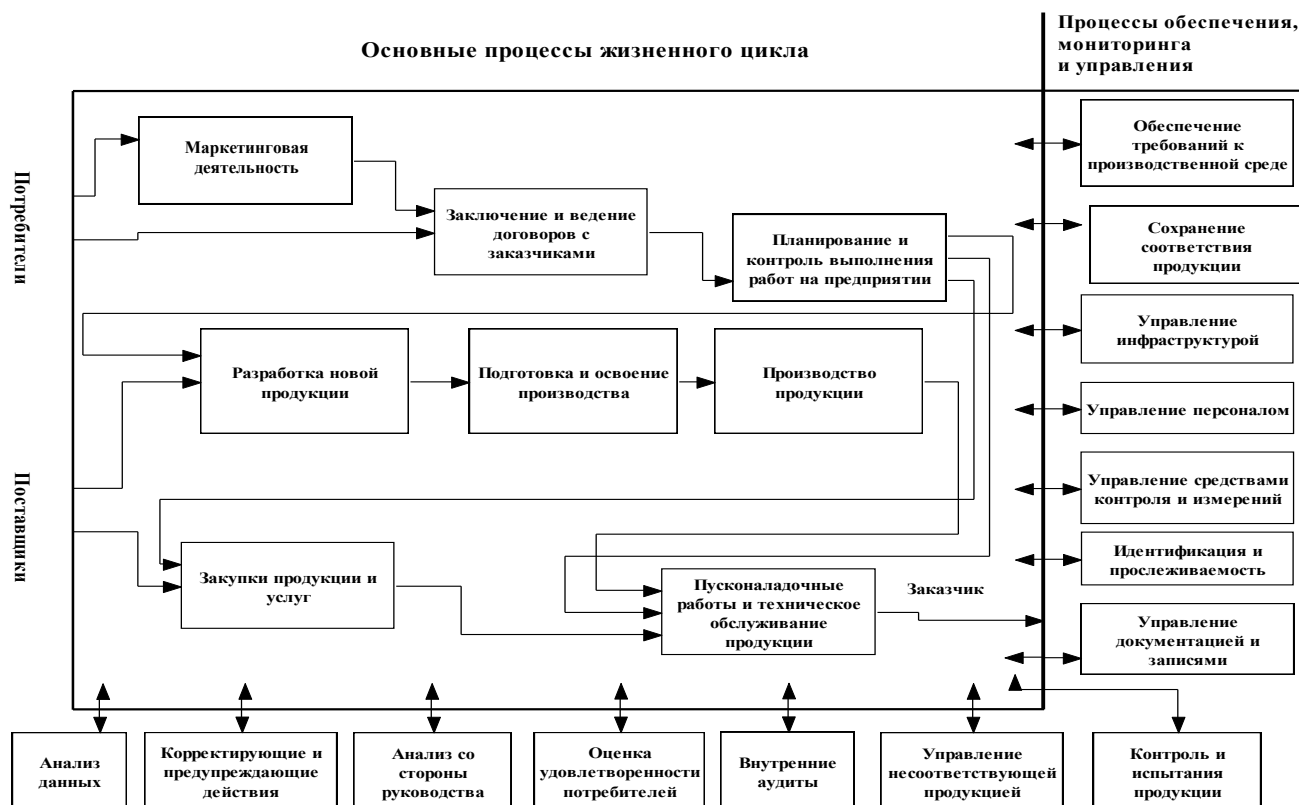 Основные процессы жизненного цикла
Процессы обеспечения,
мониторинга
и управления
Потребители
Поставщики
Маркетинговая
деятельность
Заключение и ведение
договоров с
заказчиками
Планирование и
контроль выполнения
работ на предприятии
Разработка новой
продукции
Подготовка и освоение
производства
Производство
продукции
Закупки продукции и
услуг
Пусконаладочные
работы и техническое
обслуживание
продукции
Заказчик
Обеспечение
требований к
производственной среде
Сохранение
соответствия
продукции
Управление
инфраструктурой
Управление персоналом
Управление средствами
контроля и измерений
Идентификация и
прослеживаемость
Управление
документацией и
записями
Анализ
данных
Корректирующие и
предупреждающие
действия
Анализ со
стороны
руководства
Оценка
удовлетворенности
потребителей
Внутренние
аудиты
Управление
несоответствующей
продукцией
Контроль и
испытания
продукции